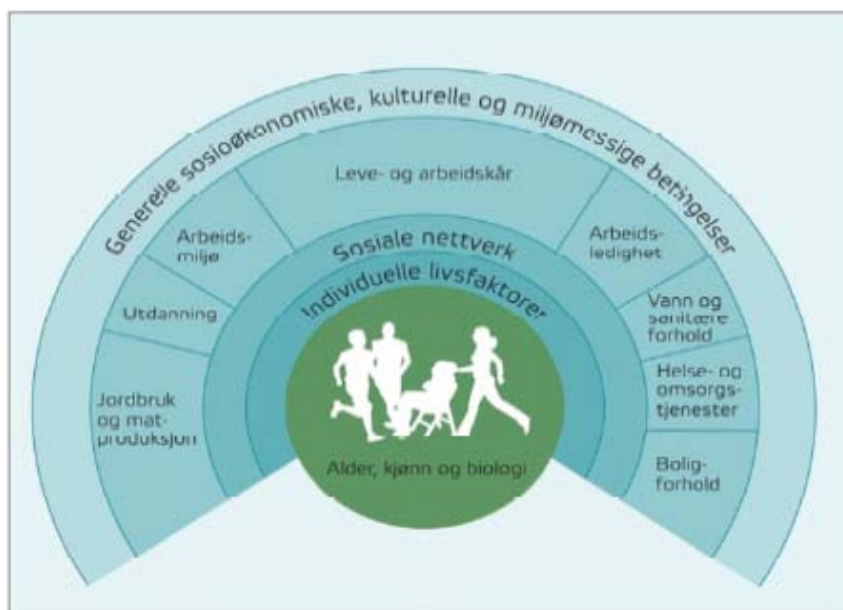 Generelle sosioøkonomiske, kulturelle og miljømessige betingelser
Leve- og arbeidskår
Arbeids-
miljø
Utdanning
Jordbruk
og mat-
produksjon
Arbeids-
ledighet
Vann og
sanitære
forhold
Helse- og
omsorgs-
tjenester
Bolig-
forhold
Sosiale nettverk
Individuelle livsfaktorer
Alder, kjønn og biologi